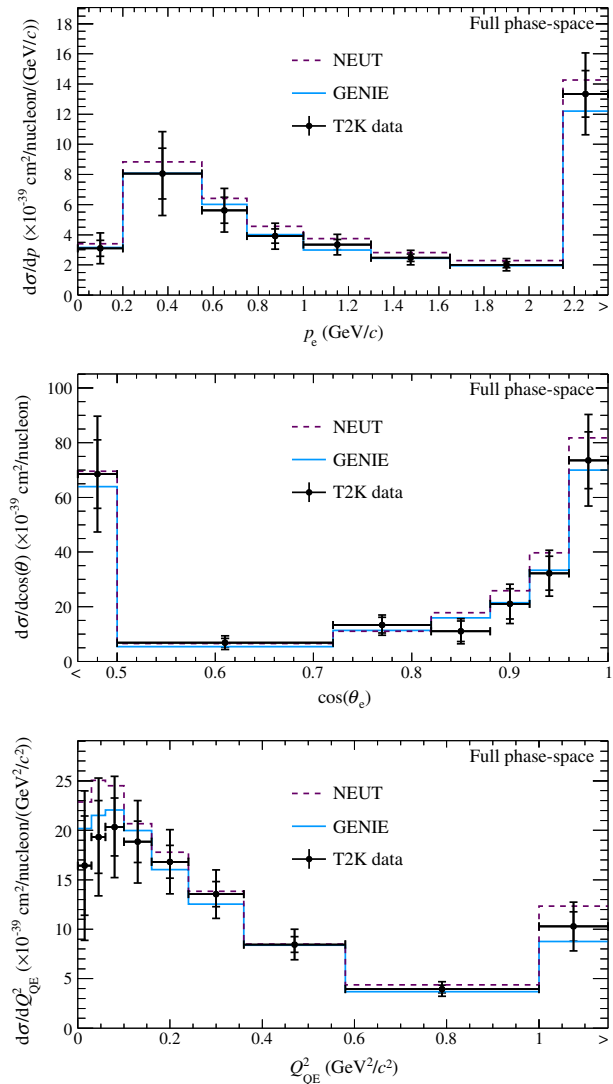 Full phase-space
NEUT
GENIE
T2K data
dσ/dp (×10⁻³⁹ cm²/nucleon/(GeV/c)
18
16
14
12
10
8
6
4
2
0
0 0.2 0.4 0.6 0.8 1 1.2 1.4 1.6 1.8 2 2.2 >
pₑ (GeV/c)
Full phase-space
NEUT
GENIE
T2K data
dσ/dcos(θ) (×10⁻³⁹ cm²/nucleon)
100
80
60
40
20
0
< 0.5 0.6 0.7 0.8 0.9 1
cos(θₑ)
Full phase-space
NEUT
GENIE
T2K data
dσ/dQ²_QE (×10⁻³⁹ cm²/nucleon/(GeV²/c²))
25
20
15
10
5
0
0 0.2 0.4 0.6 0.8 1 >
Q²_QE (GeV²/c²)